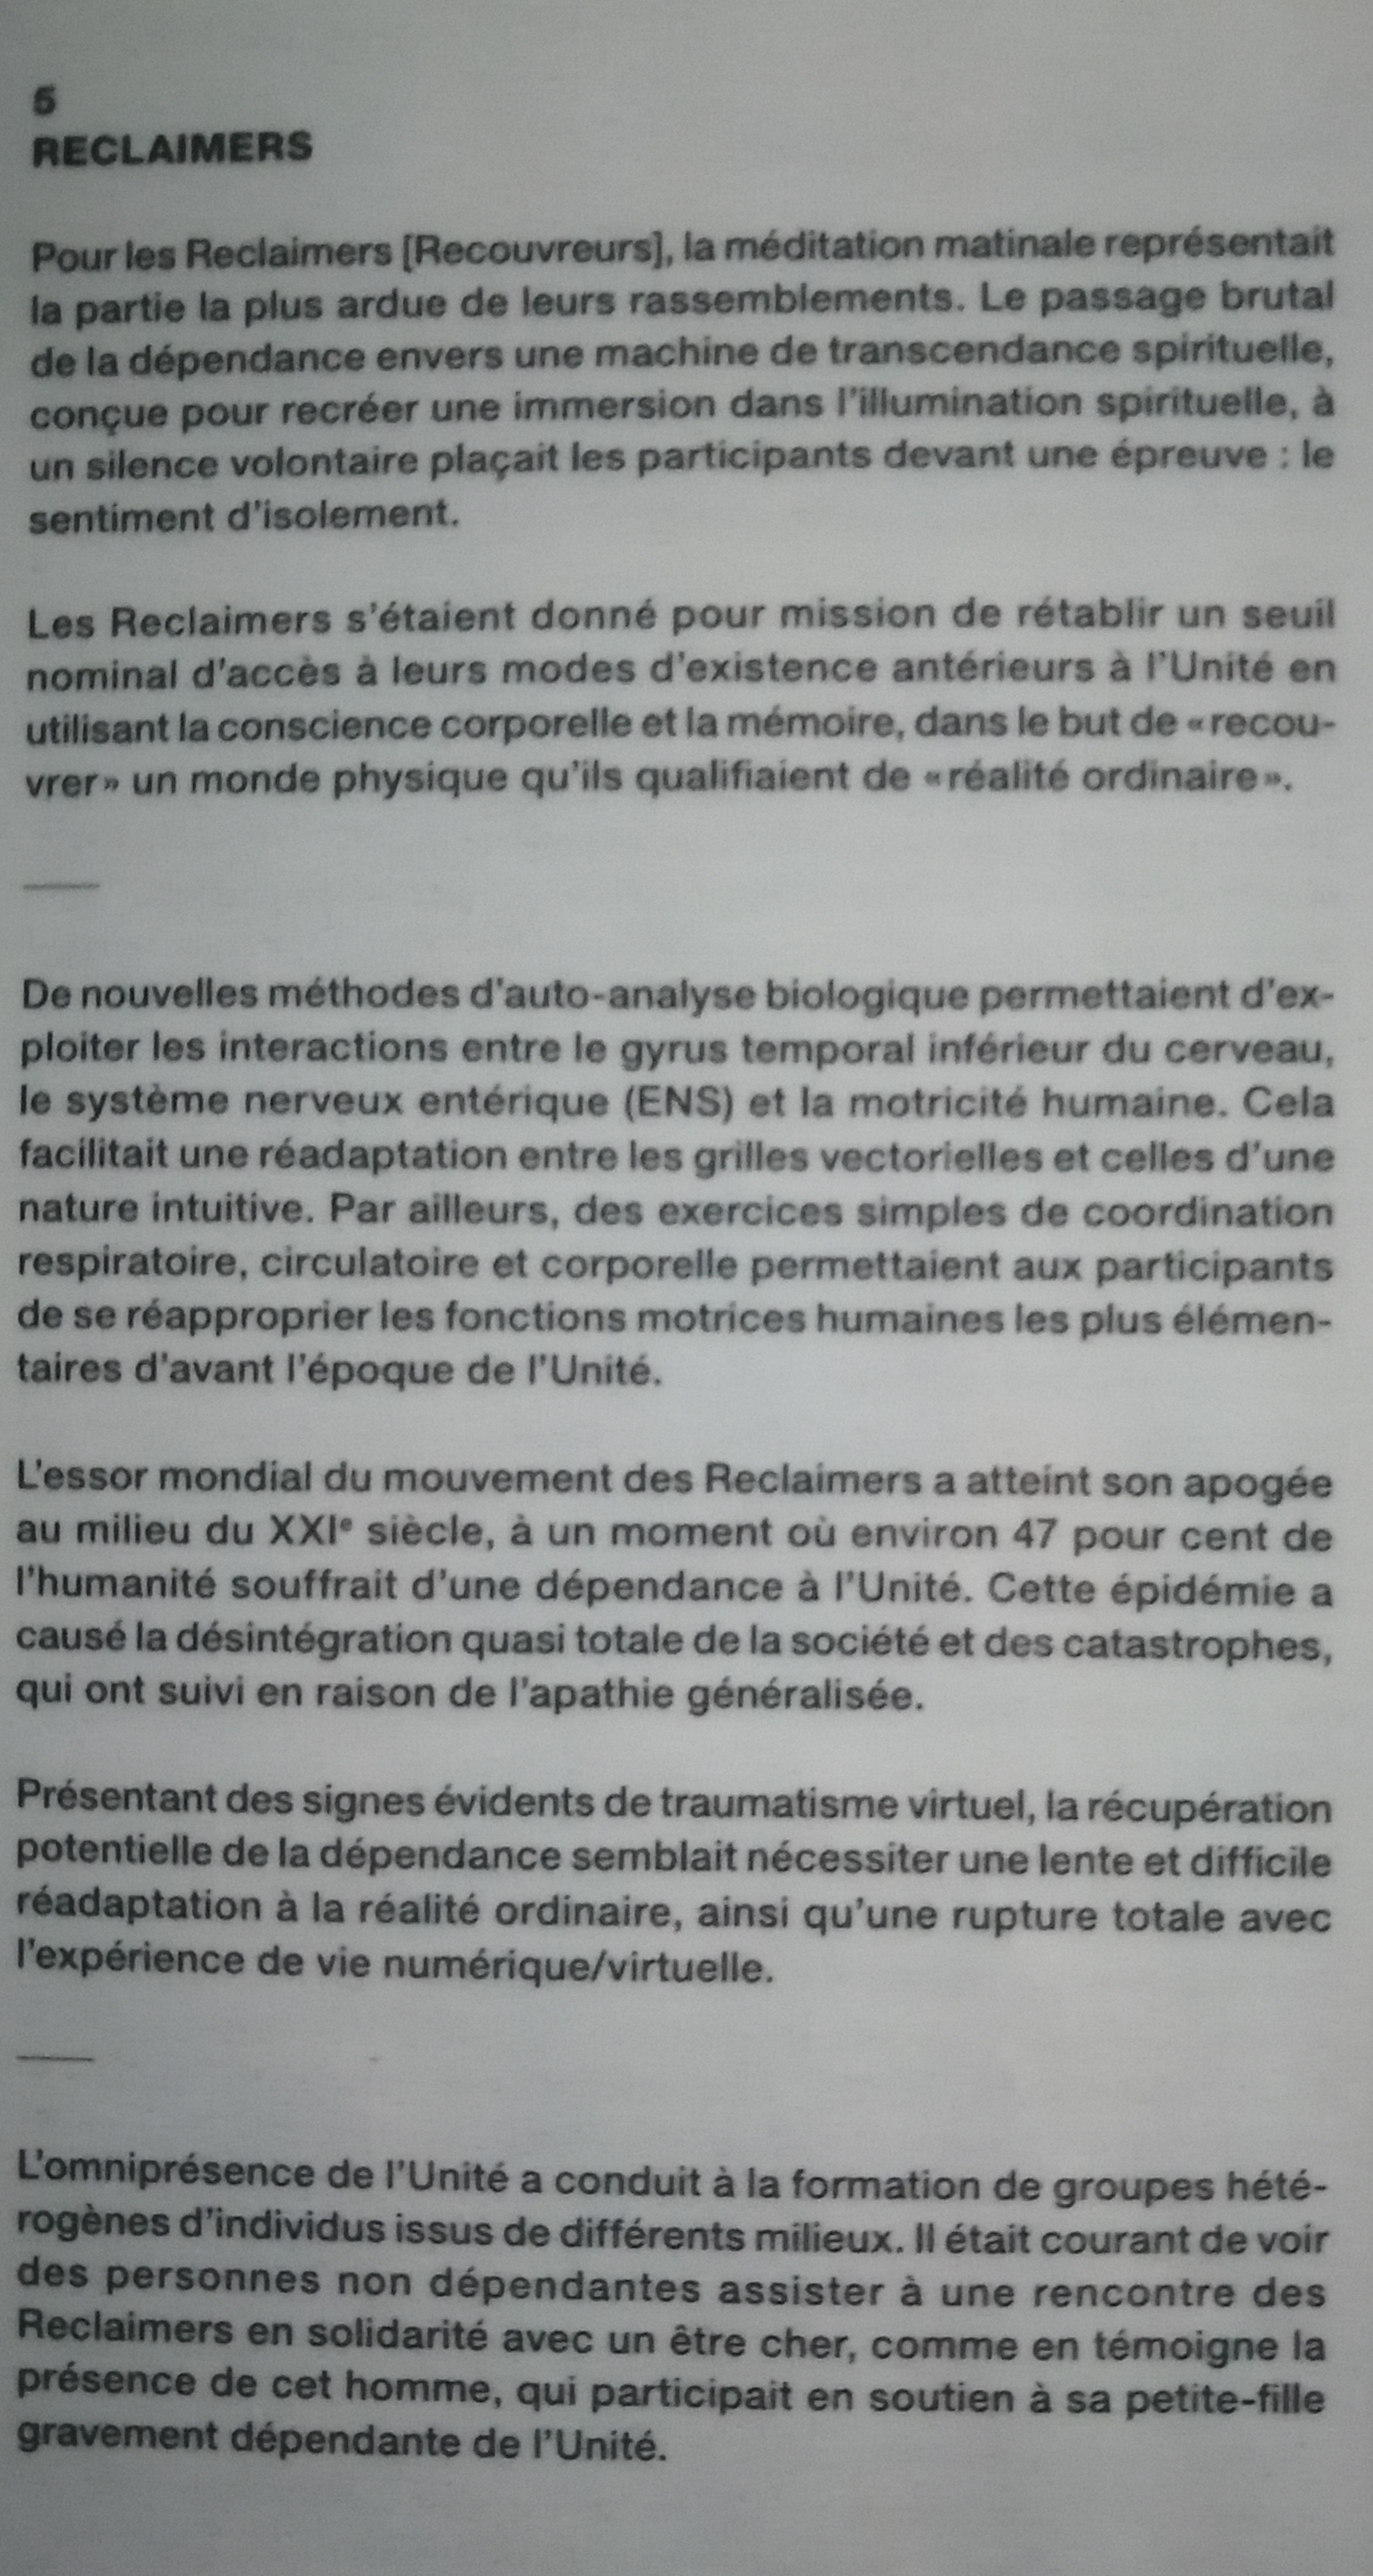 5
RECLAIMERS
Pour les Reclaimers [Recouvreurs], la méditation matinale représentait
la partie la plus ardue de leurs rassemblements. Le passage brutal
de la dépendance envers une machine de transcendance spirituelle,
conçue pour recréer une immersion dans l'illumination spirituelle, à
un silence volontaire plaçait les participants devant une épreuve : le
sentiment d'isolement.
Les Reclaimers s'étaient donné pour mission de rétablir un seuil
nominal d'accès à leurs modes d'existence antérieurs à l'Unité en
utilisant la conscience corporelle et la mémoire, dans le but de « recou-
vrer » un monde physique qu'ils qualifiaient de « réalité ordinaire ».
De nouvelles méthodes d'auto-analyse biologique permettaient d'ex-
ploiter les interactions entre le gyrus temporal inférieur du cerveau,
le système nerveux entérique (ENS) et la motricité humaine. Cela
facilitait une réadaptation entre les grilles vectorielles et celles d'une
nature intuitive. Par ailleurs, des exercices simples de coordination
respiratoire, circulatoire et corporelle permettaient aux participants
de se réapproprier les fonctions motrices humaines les plus élémen-
taires d'avant l'époque de l'Unité.
L'essor mondial du mouvement des Reclaimers a atteint son apogée
au milieu du XXIe siècle, à un moment où environ 47 pour cent de
l'humanité souffrait d'une dépendance à l'Unité. Cette épidémie a
causé la désintégration quasi totale de la société et des catastrophes,
qui ont suivi en raison de l'apathie généralisée.
Présentant des signes évidents de traumatisme virtuel, la récupération
potentielle de la dépendance semblait nécessiter une lente et difficile
réadaptation à la réalité ordinaire, ainsi qu'une rupture totale avec
l'expérience de vie numérique/virtuelle.
L'omniprésence de l'Unité a conduit à la formation de groupes hété-
rogènes d'individus issus de différents milieux. Il était courant de voir
des personnes non dépendantes assister à une rencontre des
Reclaimers en solidarité avec un être cher, comme en témoigne la
présence de cet homme, qui participait en soutien à sa petite-fille
gravement dépendante de l'Unité.